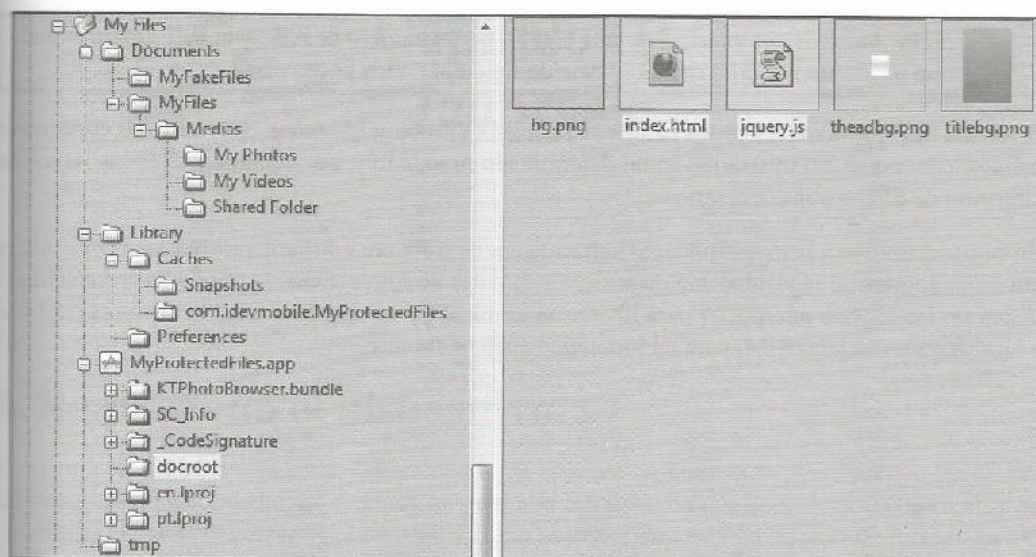 My Files
Documents
MyFakeFiles
MyFiles
Medias
My Photos
My Videos
Shared Folder
Library
Caches
Snapshots
com.idevmobile.MyProtectedFiles
Preferences
MyProtectedFiles.app
KTPhotoBrowser.bundle
SC_Info
_CodeSignature
docroot
en.lproj
pt.lproj
tmp
bg.png
index.html
jquery.js
theadbg.png
titlebg.png